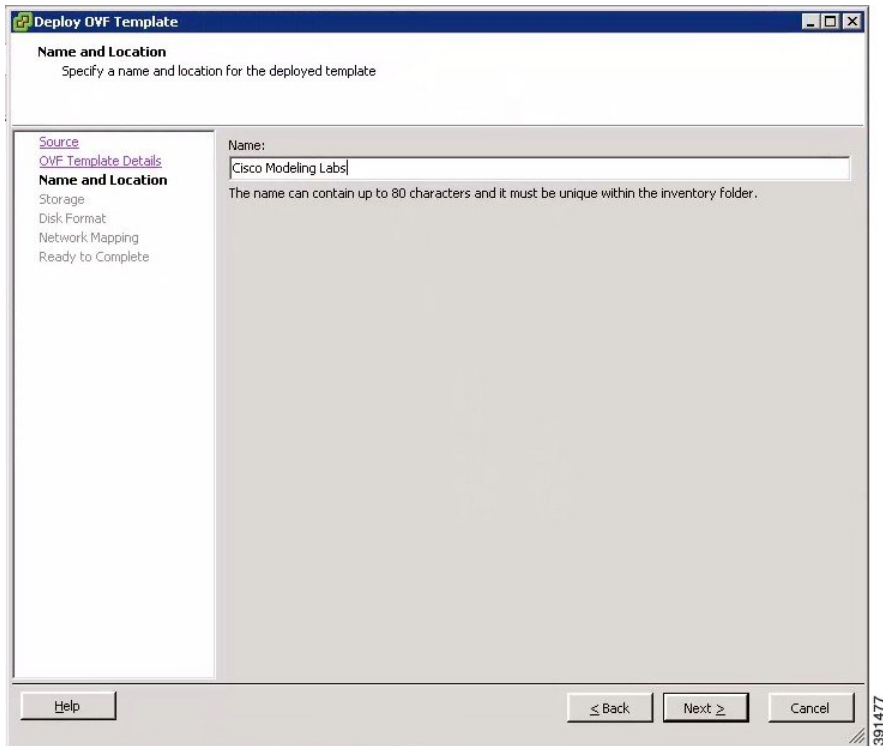 Deploy OVF Template
Name and Location
Specify a name and location for the deployed template
Source
OVF Template Details
Name and Location
Storage
Disk Format
Network Mapping
Ready to Complete
Name:
Cisco Modeling Labs
The name can contain up to 80 characters and it must be unique within the inventory folder.
Help
≤ Back
Next ≥
Cancel
391477